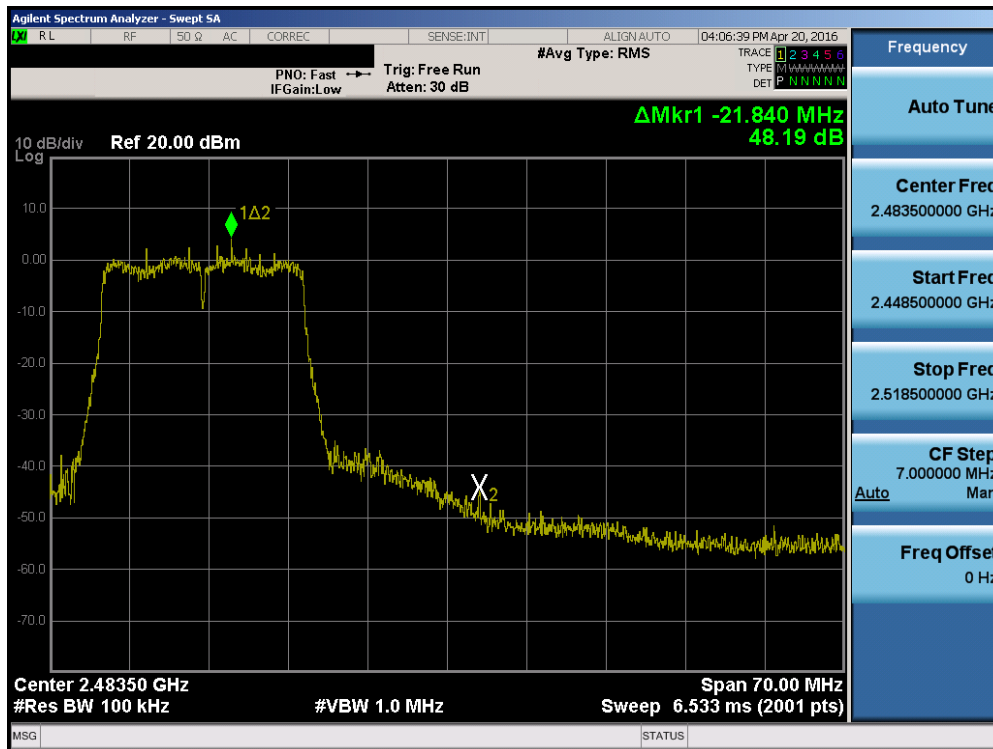 Agilent Spectrum Analyzer - Swept SA
LXI RL RF 50 Ω AC CORREC SENSE:INT ALIGN AUTO 04:06:39 PM Apr 20, 2016
#Avg Type: RMS
TRACE 1 2 3 4 5 6
TYPE M W W W W W
DET P N N N N N
PNO: Fast
IFGain:Low
Trig: Free Run
Atten: 30 dB
ΔMkr1 -21.840 MHz
48.19 dB
10 dB/div Ref 20.00 dBm
Log
1Δ2
10.0
0.00
-10.0
-20.0
-30.0
-40.0
X2
-50.0
-60.0
-70.0
Center 2.48350 GHz Span 70.00 MHz
#Res BW 100 kHz #VBW 1.0 MHz Sweep 6.533 ms (2001 pts)
MSG STATUS
Frequency
Auto Tune
Center Freq
2.483500000 GHz
Start Freq
2.448500000 GHz
Stop Freq
2.518500000 GHz
CF Step
7.000000 MHz
Auto Man
Freq Offset
0 Hz